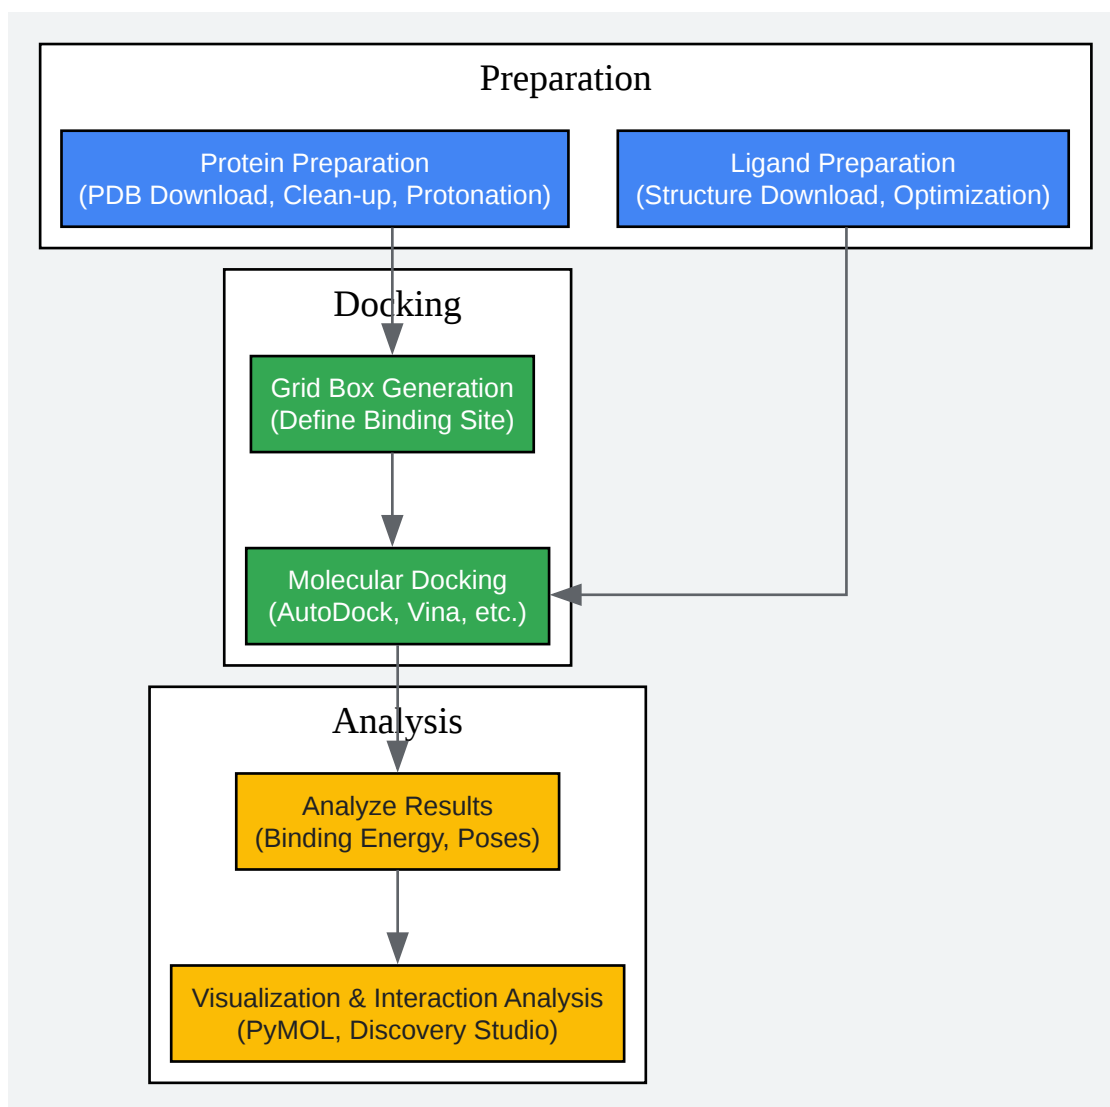 Preparation
Protein Preparation
(PDB Download, Clean-up, Protonation)
Ligand Preparation
(Structure Download, Optimization)
Docking
Grid Box Generation
(Define Binding Site)
Molecular Docking
(AutoDock, Vina, etc.)
Analysis
Analyze Results
(Binding Energy, Poses)
Visualization & Interaction Analysis
(PyMOL, Discovery Studio)